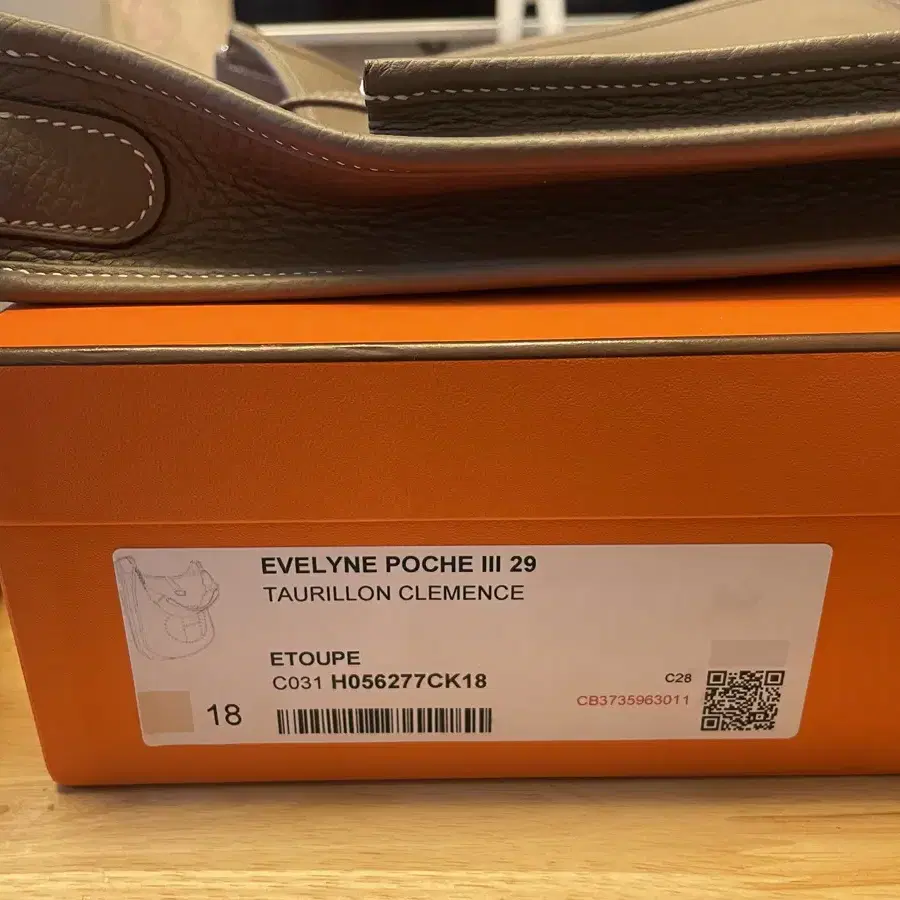 EVELYNE POCHE III 29
TAURILLON CLEMENCE
ETOUPE
C031 H056277CK18
18
C28
CB3735963011